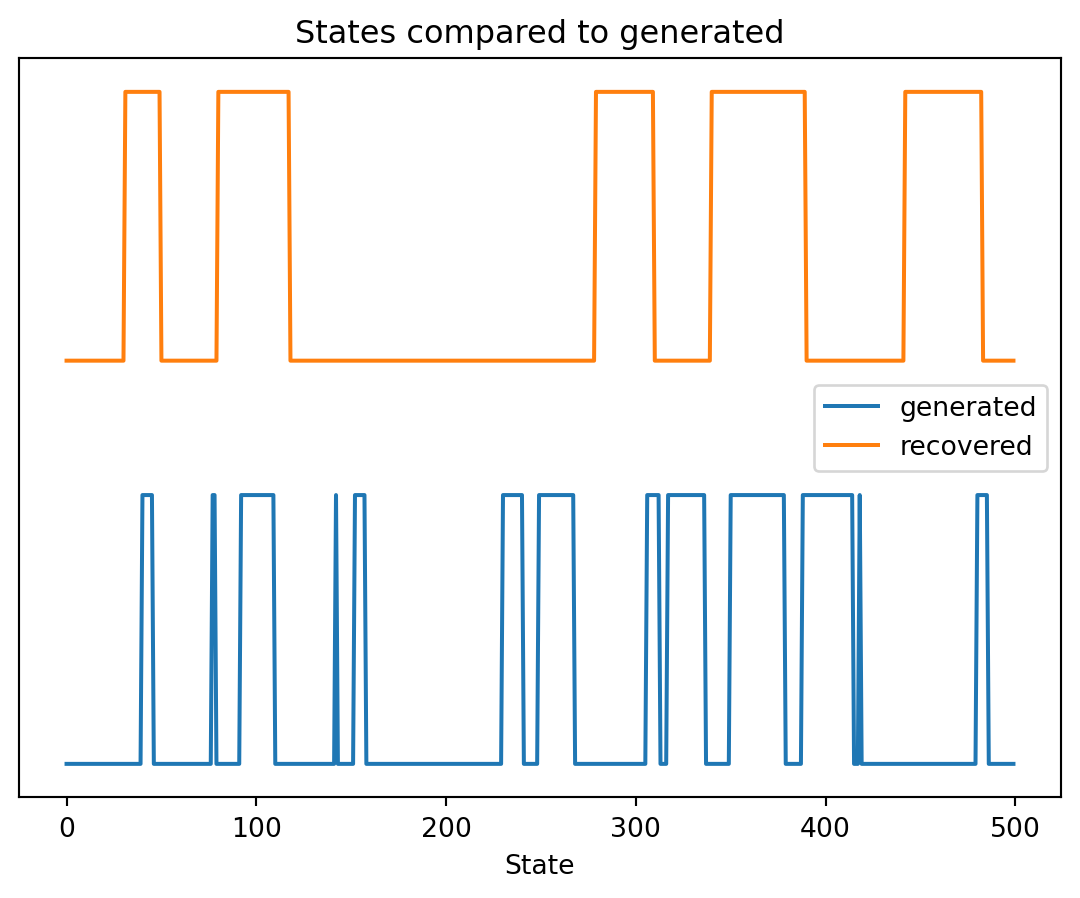 States compared to generated
generated
recovered
0 100 200 300 400 500
State